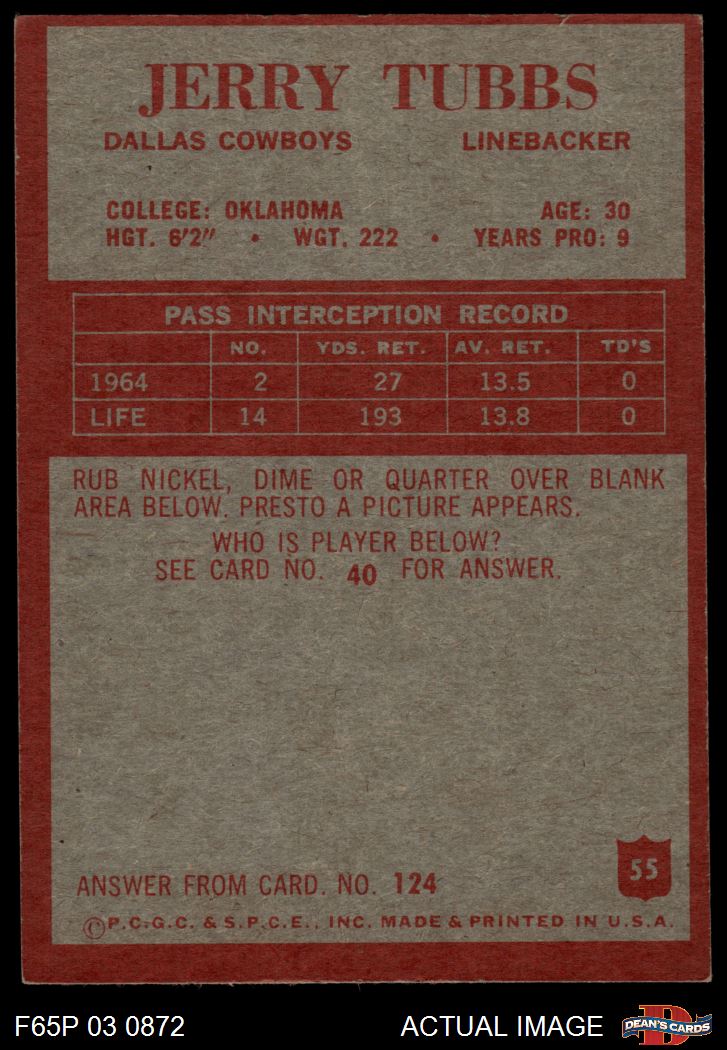 JERRY TUBBS
DALLAS COWBOYS LINEBACKER
COLLEGE: OKLAHOMA AGE: 30
HGT. 6'2" • WGT. 222 • YEARS PRO: 9
PASS INTERCEPTION RECORD
NO. YDS. RET. AV. RET. TD'S
1964 2 27 13.5 0
LIFE 14 193 13.8 0
RUB NICKEL, DIME OR QUARTER OVER BLANK
AREA BELOW. PRESTO A PICTURE APPEARS.
WHO IS PLAYER BELOW?
SEE CARD NO. 40 FOR ANSWER.
55
ANSWER FROM CARD. NO. 124
©P.C.G.C. & S.P.C.E., INC. MADE & PRINTED IN U.S.A.
F65P 03 0872 ACTUAL IMAGE D DEAN'S CARDS